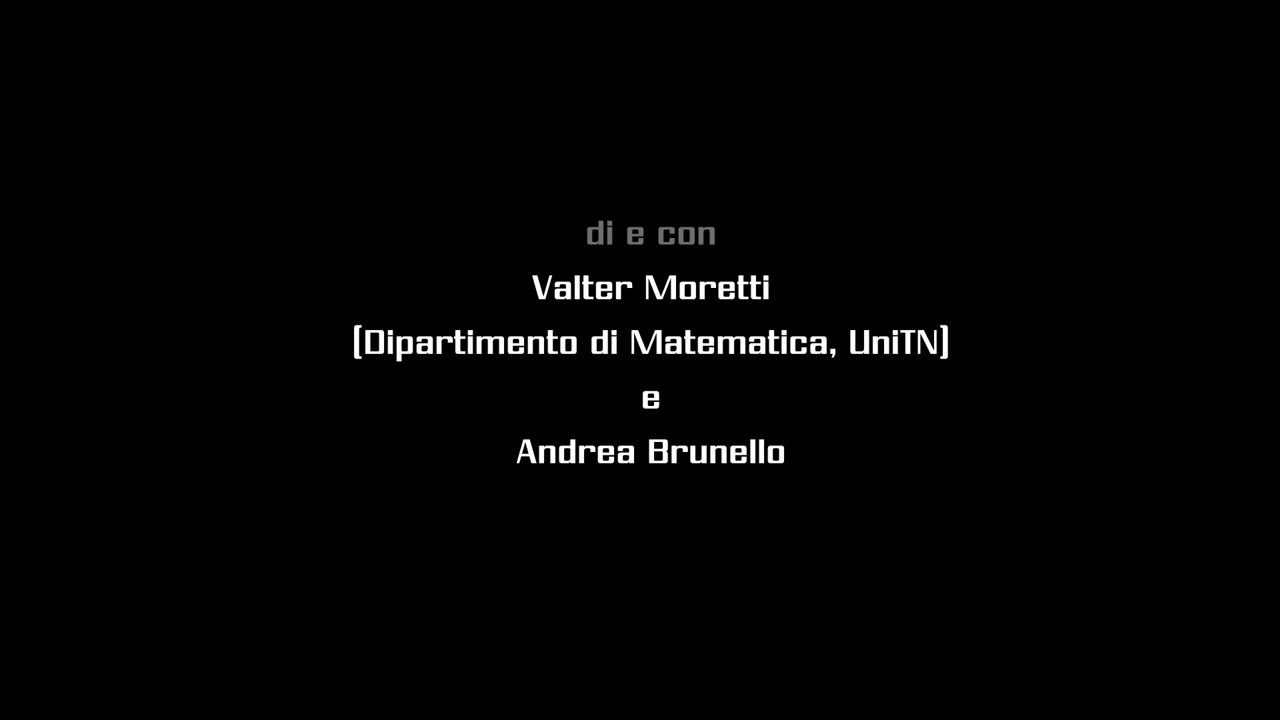 di e con
Valter Moretti
(Dipartimento di Matematica, UniTN)
e
Andrea Brunello